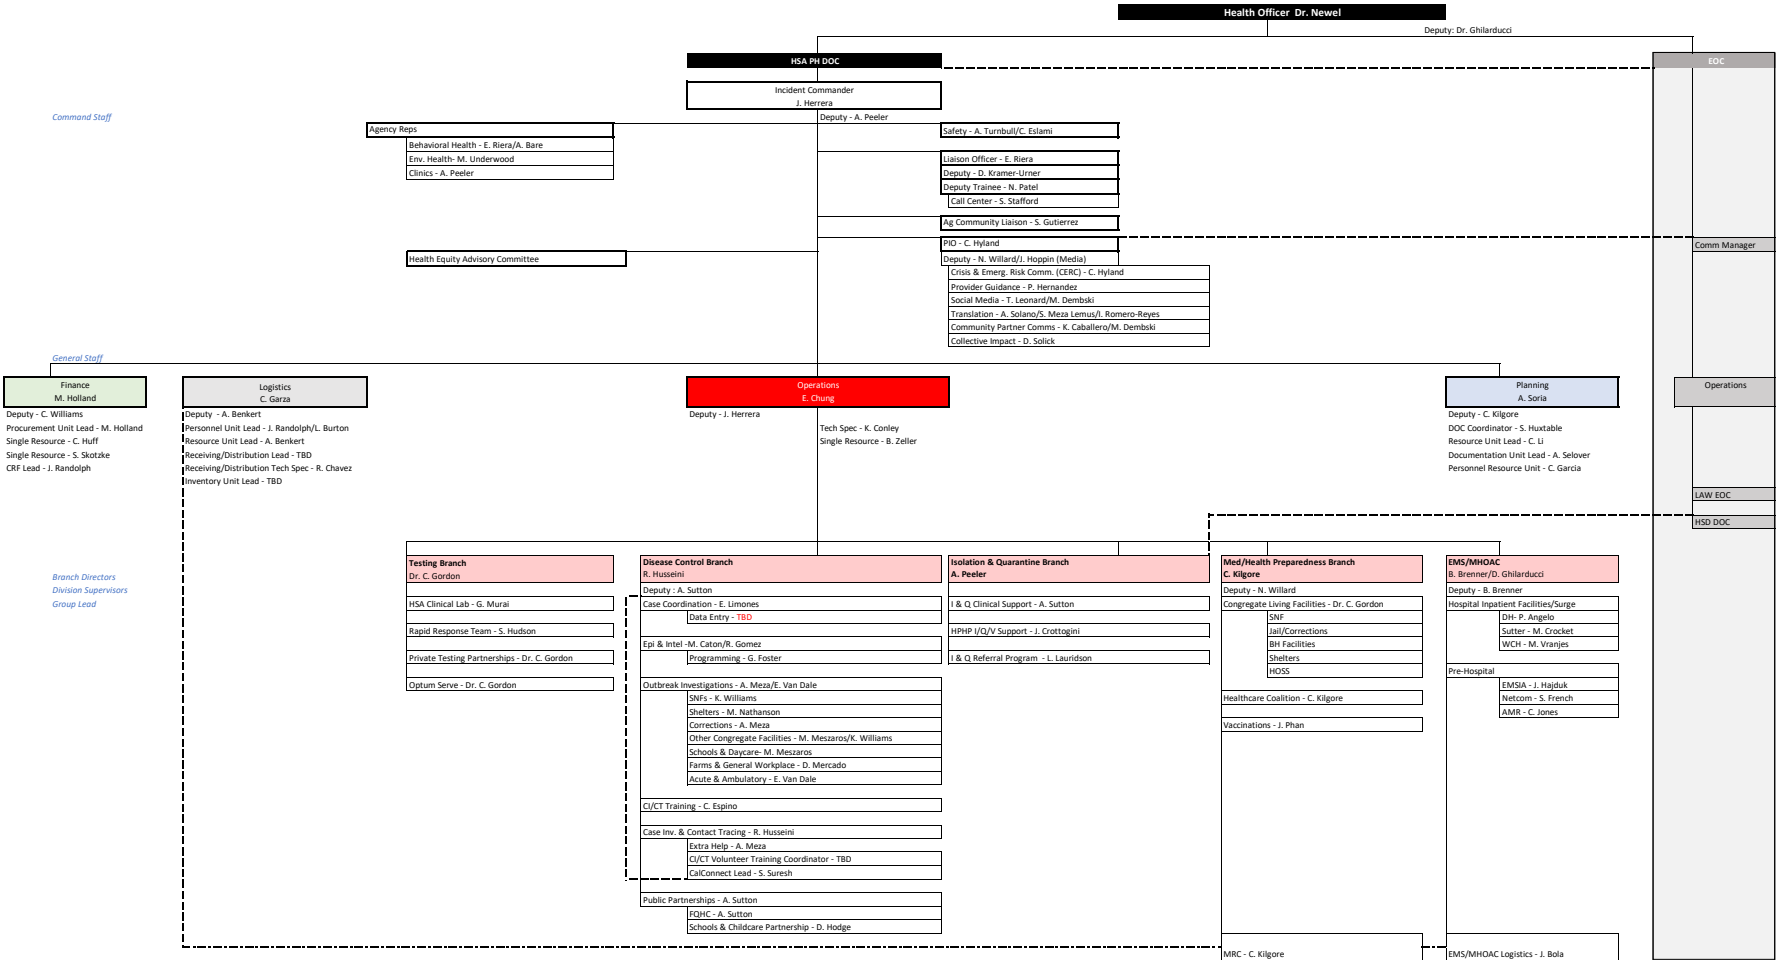 Health Officer  Dr. Newel
Deputy: Dr. Ghilarducci
HSA PH DOC
EOC
Incident Commander
J. Herrera
Command Staff
Deputy - A. Peeler
Agency Reps
Behavioral Health - E. Riera/A. Bare
Env. Health- M. Underwood
Clinics - A. Peeler
Safety - A. Turnbull/C. Eslami
Liaison Officer - E. Riera
Deputy - D. Kramer-Urner
Deputy Trainee - N. Patel
Call Center - S. Stafford
Ag Community Liaison - S. Gutierrez
PIO - C. Hyland
Comm Manager
Health Equity Advisory Committee
Deputy - N. Willard/J. Hoppin (Media)
Crisis & Emerg. Risk Comm. (CERC) - C. Hyland
Provider Guidance - P. Hernandez
Social Media - T. Leonard/M. Dembski
Translation - A. Solano/S. Meza Lemus/I. Romero-Reyes
Community Partner Comms - K. Caballero/M. Dembski
Collective Impact - D. Solick
General Staff
Finance
M. Holland
Deputy - C. Williams
Procurement Unit Lead - M. Holland
Single Resource - C. Huff
Single Resource - S. Skotzke
CRF Lead - J. Randolph
Logistics
C. Garza
Deputy  - A. Benkert
Personnel Unit Lead - J. Randolph/L. Burton
Resource Unit Lead - A. Benkert
Receiving/Distribution Lead - TBD
Receiving/Distribution Tech Spec - R. Chavez
Inventory Unit Lead - TBD
Operations
E. Chung
Deputy - J. Herrera
Tech Spec - K. Conley
Single Resource - B. Zeller
Planning
A. Soria
Deputy - C. Kilgore
DOC Coordinator - S. Huxtable
Resource Unit Lead - C. Li
Documentation Unit Lead - A. Selover
Personnel Resource Unit - C. Garcia
Operations
LAW EOC
HSD DOC
Branch Directors
Division Supervisors
Group Lead
Testing Branch
Dr. C. Gordon
HSA Clinical Lab - G. Murai
Rapid Response Team - S. Hudson
Private Testing Partnerships - Dr. C. Gordon
Optum Serve - Dr. C. Gordon
Disease Control Branch
R. Husseini
Deputy : A. Sutton
Case Coordination - E. Limones
Data Entry - TBD
Epi & Intel -M. Caton/R. Gomez
Programming - G. Foster
Outbreak Investigations - A. Meza/E. Van Dale
SNFs - K. Williams
Shelters - M. Nathanson
Corrections - A. Meza
Other Congregate Facilities - M. Meszaros/K. Williams
Schools & Daycare- M. Meszaros
Farms & General Workplace - D. Mercado
Acute & Ambulatory - E. Van Dale
CI/CT Training - C. Espino
Case Inv. & Contact Tracing - R. Husseini
Extra Help - A. Meza
CI/CT Volunteer Training Coordinator - TBD
CalConnect Lead - S. Suresh
Public Partnerships - A. Sutton
FQHC - A. Sutton
Schools & Childcare Partnership - D. Hodge
Isolation & Quarantine Branch
A. Peeler
I & Q Clinical Support - A. Sutton
HPHP I/Q/V Support - J. Crottogini
I & Q Referral Program  - L. Lauridson
Med/Health Preparedness Branch
C. Kilgore
Deputy - N. Willard
Congregate Living Facilities - Dr. C. Gordon
SNF
Jail/Corrections
BH Facilities
Shelters
HOSS
Healthcare Coalition - C. Kilgore
Vaccinations - J. Phan
MRC - C. Kilgore
EMS/MHOAC
B. Brenner/D. Ghilarducci
Deputy - B. Brenner
Hospital Inpatient Facilities/Surge
DH- P. Angelo
Sutter - M. Crocket
WCH - M. Vranjes
Pre-Hospital
EMSIA - J. Hajduk
Netcom - S. French
AMR - C. Jones
EMS/MHOAC Logistics - J. Bola